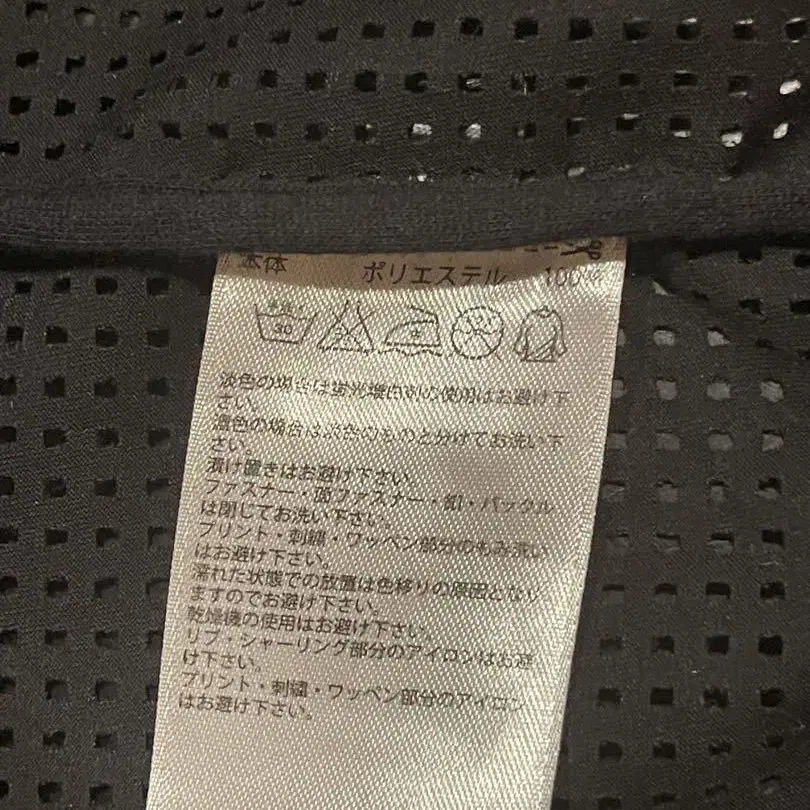 本体 ポリエステル 100%
30
淡色の場合は蛍光増白剤の使用はお避け下
さい。
濃色の場合は淡色のものと分けてお洗い下
さい。
漬け置きはお避け下さい。
ファスナー・面ファスナー・釦・バックル
は閉じてお洗い下さい。
プリント・刺繍・ワッペン部分のもみ洗い
はお避け下さい。
濡れた状態での放置は色移りの原因となり
ますのでお避け下さい。
乾燥機の使用はお避け下さい。
リブ・シャーリング部分のアイロンはお避
け下さい。
プリント・刺繍・ワッペン部分のアイロン
はお避け下さい。